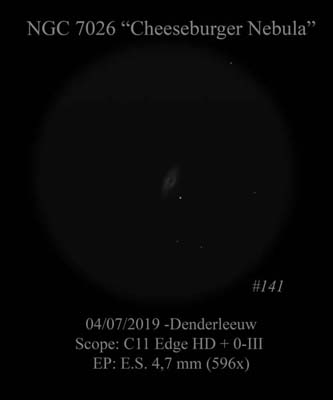 NGC 7026 “Cheeseburger Nebula”
#141
04/07/2019 -Denderleeuw
Scope: C11 Edge HD + 0-III
EP: E.S. 4,7 mm (596x)